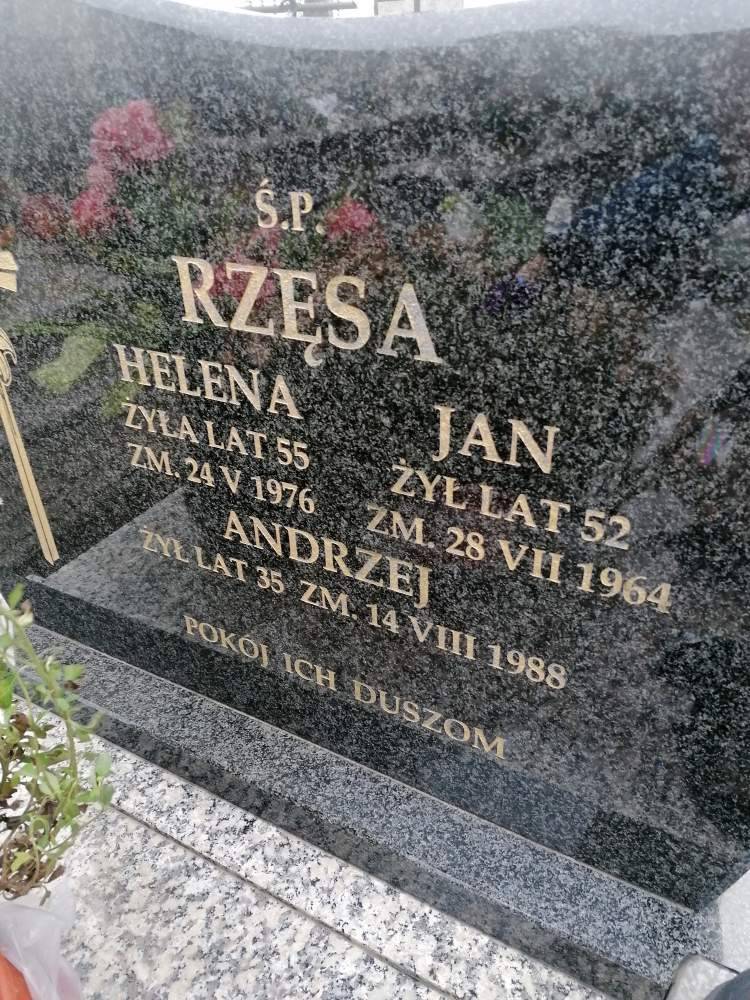 Ś.P.
RZĘSA
HELENA
ŻYŁA LAT 55
ZM. 24 V 1976
JAN
ŻYŁ LAT 52
ZM. 28 VII 1964
ANDRZEJ
ŻYŁ LAT 35 ZM. 14 VIII 1988
POKÓJ ICH DUSZOM